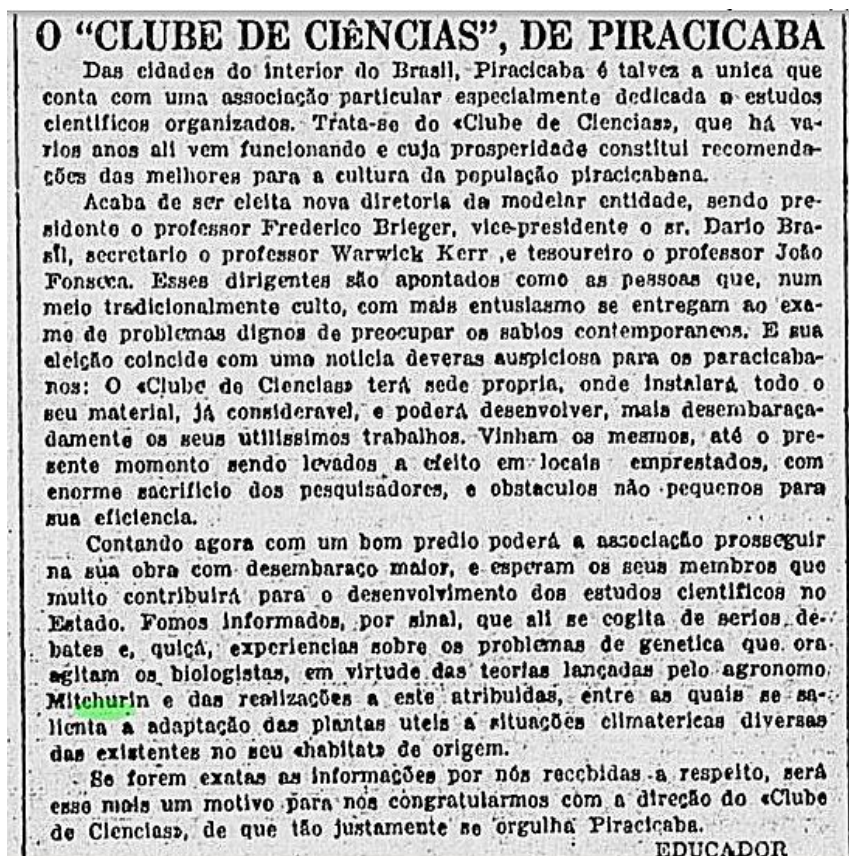 O “CLUBE DE CIÊNCIAS”, DE PIRACICABA
Das cidades do interior do Brasil, Piracicaba é talvez a unica que
conta com uma associação particular especialmente dedicada a estudos
cientificos organizados. Trata-se do «Clube de Ciencias», que há va-
rios anos ali vem funcionando e cuja prosperidade constitui recomenda-
ções das melhores para a cultura da população piracicabana.
Acaba de ser eleita nova diretoria da modelar entidade, sendo pre-
sidente o professor Frederico Brieger, vice-presidente o sr. Dario Bra-
sil, secretario o professor Warwick Kerr ,e tesoureiro o professor João
Fonseca. Esses dirigentes são apontados como as pessoas que, num
meio tradicionalmente culto, com mais entusiasmo se entregam ao exa-
me de problemas dignos de preocupar os sabios contemporaneos. E sua
eleição coincide com uma noticia deveras auspiciosa para os paracicaba-
nos: O «Clube de Ciencias» terá sede propria, onde instalará todo o
seu material, já consideravel, e poderá desenvolver, mais desembaraça-
damente os seus utilissimos trabalhos. Vinham os mesmos, até o pre-
sente momento sendo levados a efeito em locais emprestados, com
enorme sacrificio dos pesquisadores, e obstaculos não pequenos para
sua eficiencia.
Contando agora com um bom predio poderá a associação prosseguir
na sua obra com desembaraço maior, e esperam os seus membros que
muito contribuirá para o desenvolvimento dos estudos cientificos no
Estado. Fomos informados, por sinal, que ali se cogita de serios de-
bates e, quiçá, experiencias sobre os problemas de genetica que ora
agitam os biologistas, em virtude das teorias lançadas pelo agronomo
Mitchurin e das realizações a este atribuidas, entre as quais se sa-
lienta a adaptação das plantas uteis a situações climatericas diversas
das existentes no seu «habitat» de origem.
Se forem exatas as informações por nós recebidas a respeito, será
esse mais um motivo para nós congratularmos com a direção do «Clube
de Ciencias», de que tão justamente se orgulha Piracicaba.
EDUCADOR